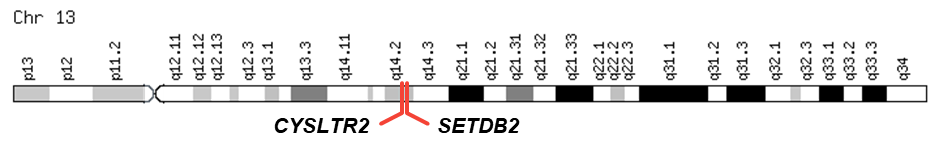 Chr 13
p13 p12 p11.2 q12.11 q12.12 q12.13 q12.3 q13.1 q13.3 q14.11 q14.2 q14.3 q21.1 q21.2 q21.31 q21.32 q21.33 q22.1 q22.2 q22.3 q31.1 q31.2 q31.3 q32.1 q32.3 q33.1 q33.2 q33.3 q34
CYSLTR2 SETDB2